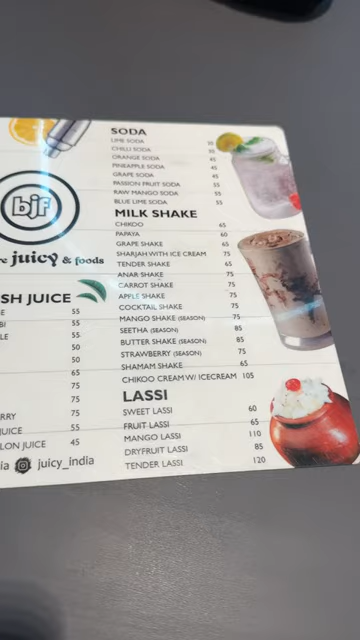 bjf
re juicy & foods
SH JUICE
E 55
BI 55
LE 55
50
50
65
75
75
RRY 75
JUICE 55
LON JUICE 45
ia juicy_india
SODA
LIME SODA
CHILLI SODA
ORANGE SODA 45
PINEAPPLE SODA 45
GRAPE SODA 45
PASSION FRUIT SODA 55
RAW MANGO SODA 55
BLUE LIME SODA 55
MILK SHAKE
CHIKOO 65
PAPAYA 60
GRAPE SHAKE 65
SHARJAH WITH ICE CREAM 75
TENDER SHAKE 65
ANAR SHAKE 75
CARROT SHAKE 75
APPLE SHAKE 75
COCKTAIL SHAKE 75
MANGO SHAKE (SEASON) 75
SEETHA (SEASON) 85
BUTTER SHAKE (SEASON) 85
STRAWBERRY (SEASON) 75
SHAMAM SHAKE 65
CHIKOO CREAM W/ ICECREAM 105
LASSI
SWEET LASSI 60
FRUIT LASSI 65
MANGO LASSI 110
DRYFRUIT LASSI 85
TENDER LASSI 120